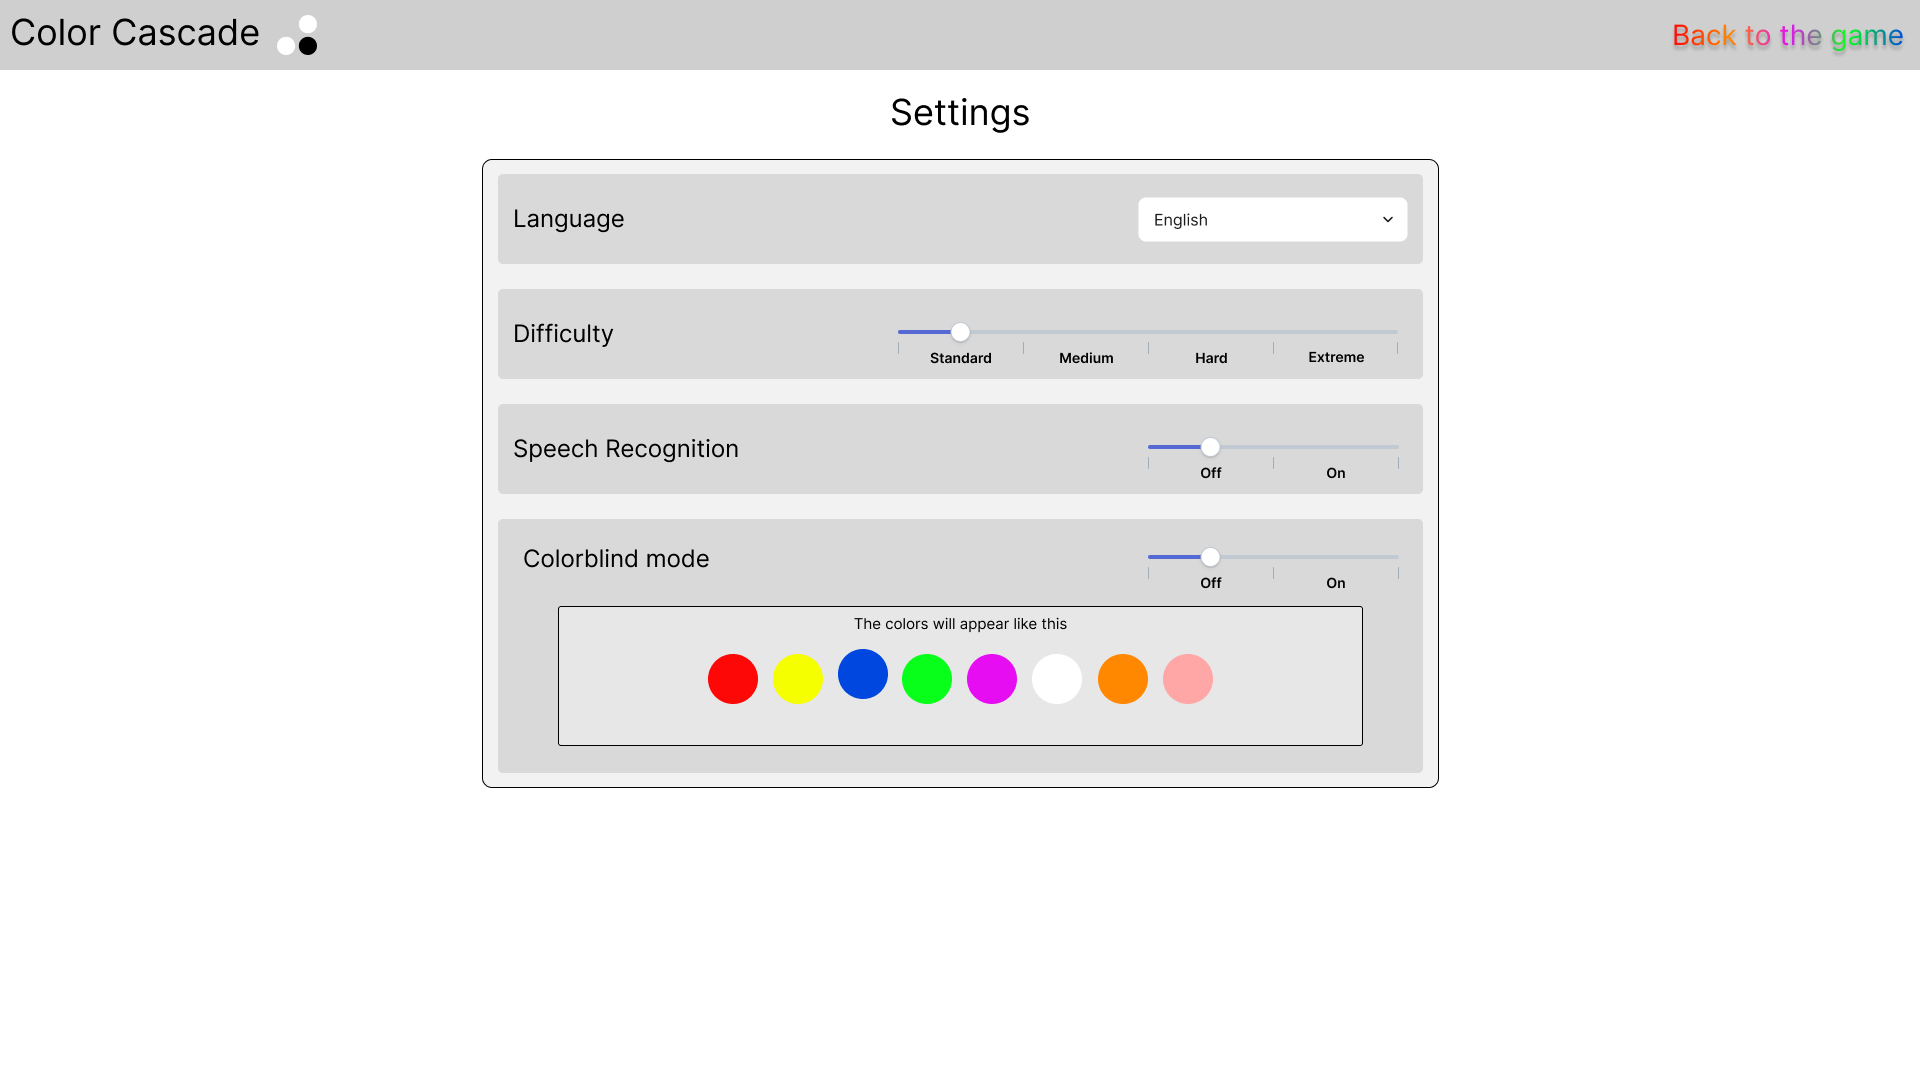 Color Cascade
Back to the game
Settings
Language
English
Difficulty
Standard Medium Hard Extreme
Speech Recognition
Off On
Colorblind mode
Off On
The colors will appear like this